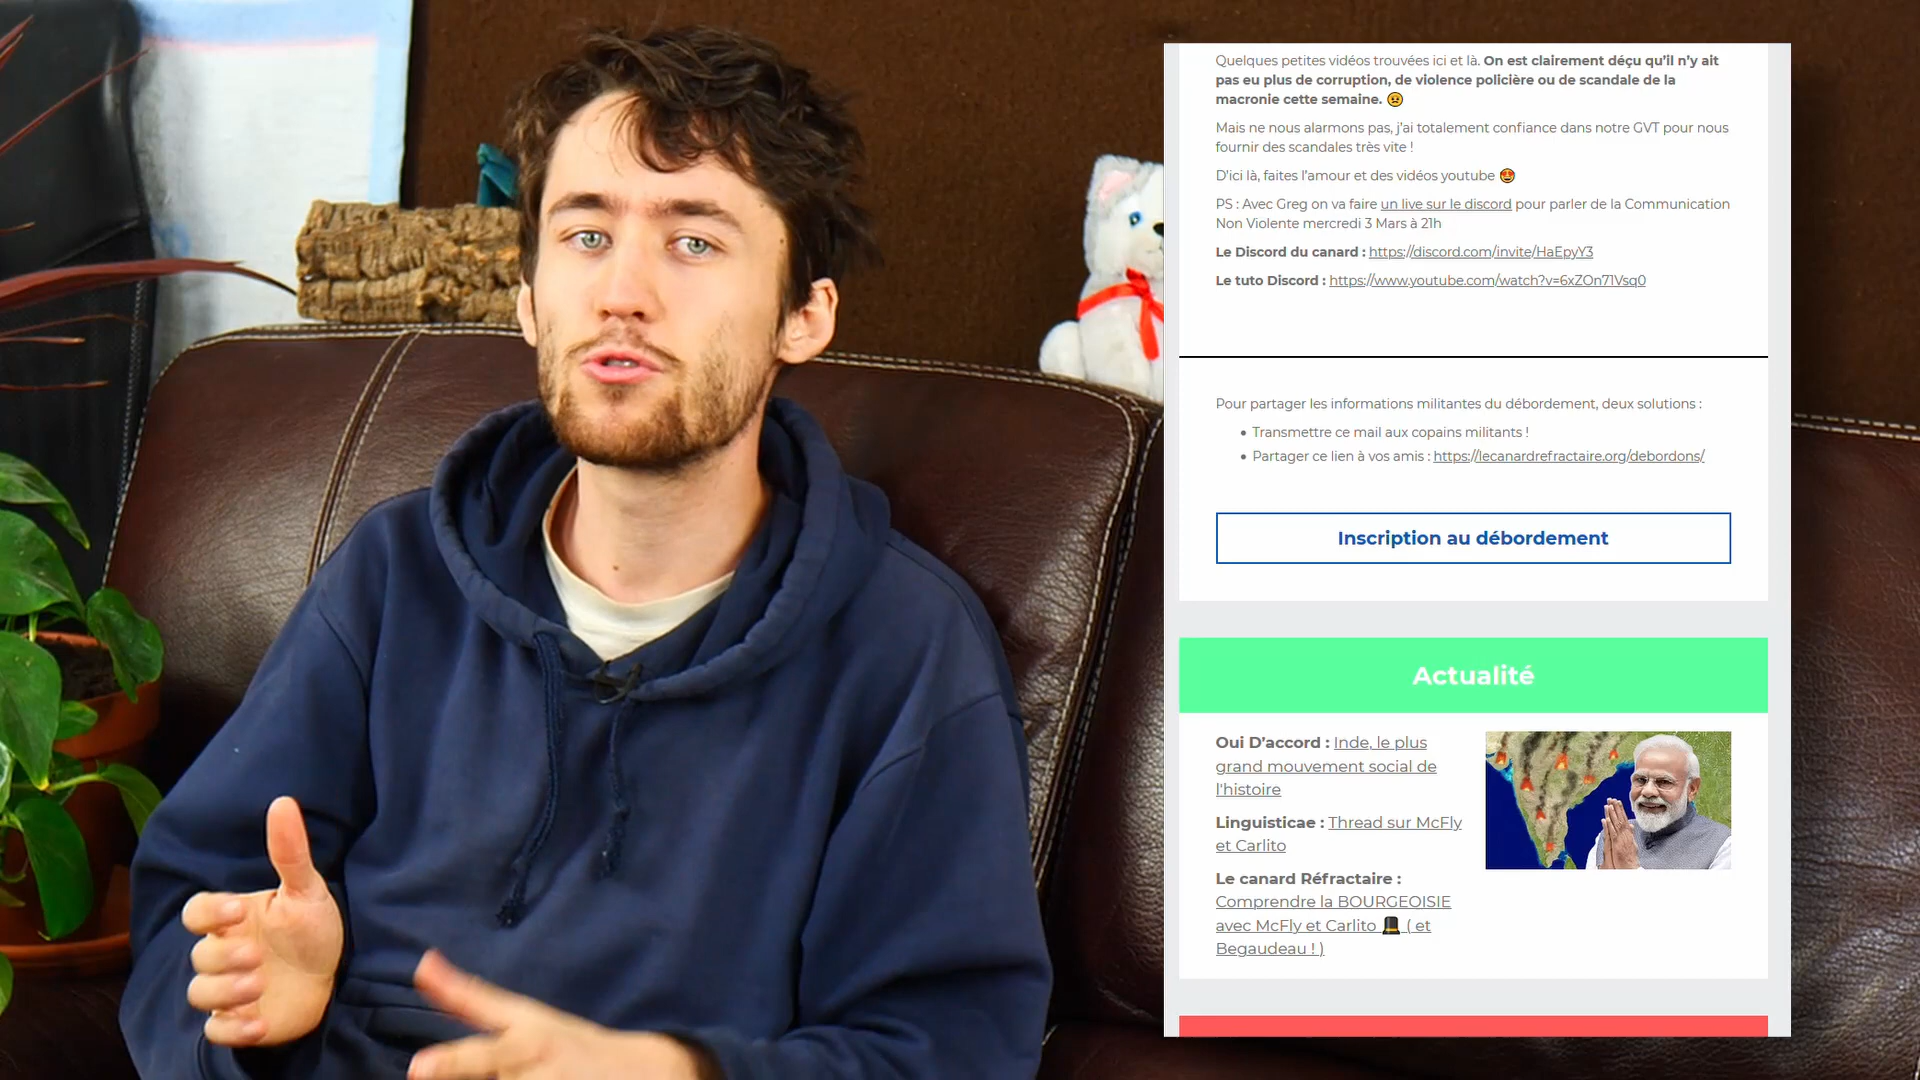 Quelques petites vidéos trouvées ici et là. On est clairement déçu qu'il n'y ait
pas eu plus de corruption, de violence policière ou de scandale de la
macronie cette semaine. 😠
Mais ne nous alarmons pas, j'ai totalement confiance dans notre GVT pour nous
fournir des scandales très vite !
D'ici là, faites l'amour et des vidéos youtube 😍
PS : Avec Greg on va faire un live sur le discord pour parler de la Communication
Non Violente mercredi 3 Mars à 21h
Le Discord du canard : https://discord.com/invite/HaEpyY3
Le tuto Discord : https://www.youtube.com/watch?v=6xZOn71Vsq0
Pour partager les informations militantes du débordement, deux solutions :
• Transmettre ce mail aux copains militants !
• Partager ce lien à vos amis : https://lecanardrefractaire.org/debordons/
Inscription au débordement
Actualité
Oui D'accord : Inde, le plus
grand mouvement social de
l'histoire
Linguisticae : Thread sur McFly
et Carlito
Le canard Réfractaire :
Comprendre la BOURGEOISIE
avec McFly et Carlito 🎩 ( et
Begaudeau ! )